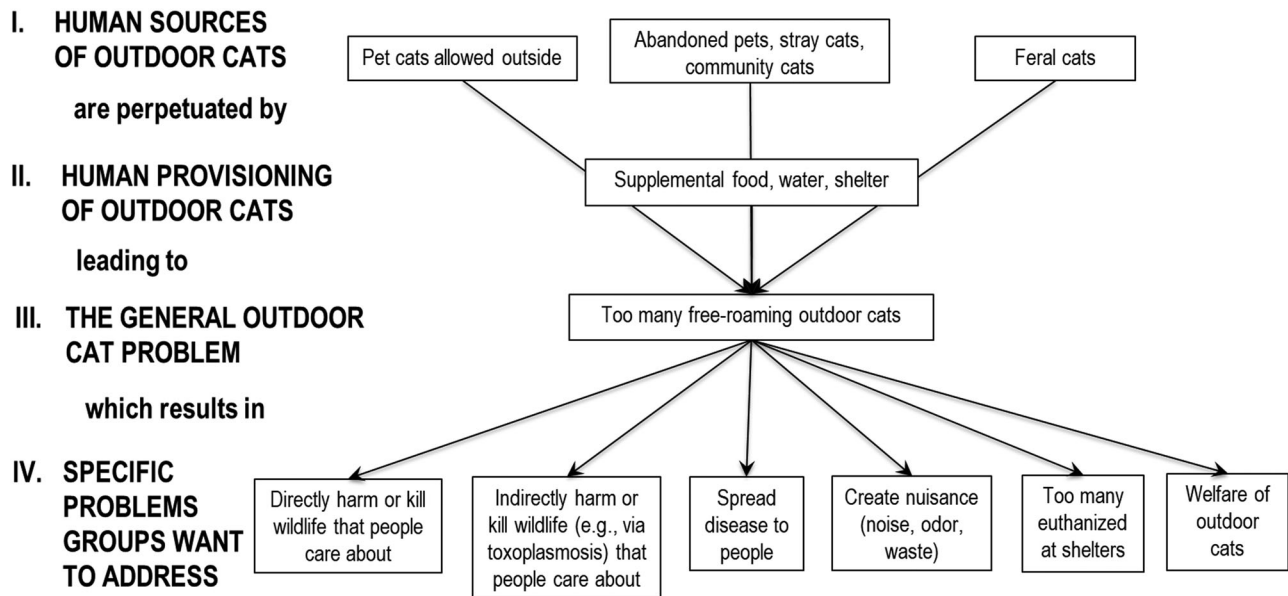 I. HUMAN SOURCES
OF OUTDOOR CATS
are perpetuated by
Pet cats allowed outside
Abandoned pets, stray cats,
community cats
Feral cats
II. HUMAN PROVISIONING
OF OUTDOOR CATS
leading to
Supplemental food, water, shelter
III. THE GENERAL OUTDOOR
CAT PROBLEM
which results in
Too many free-roaming outdoor cats
IV. SPECIFIC
PROBLEMS
GROUPS WANT
TO ADDRESS
Directly harm or kill
wildlife that people
care about
Indirectly harm or
kill wildlife (e.g., via
toxoplasmosis) that
people care about
Spread
disease to
people
Create nuisance
(noise, odor,
waste)
Too many
euthanized
at shelters
Welfare of
outdoor
cats